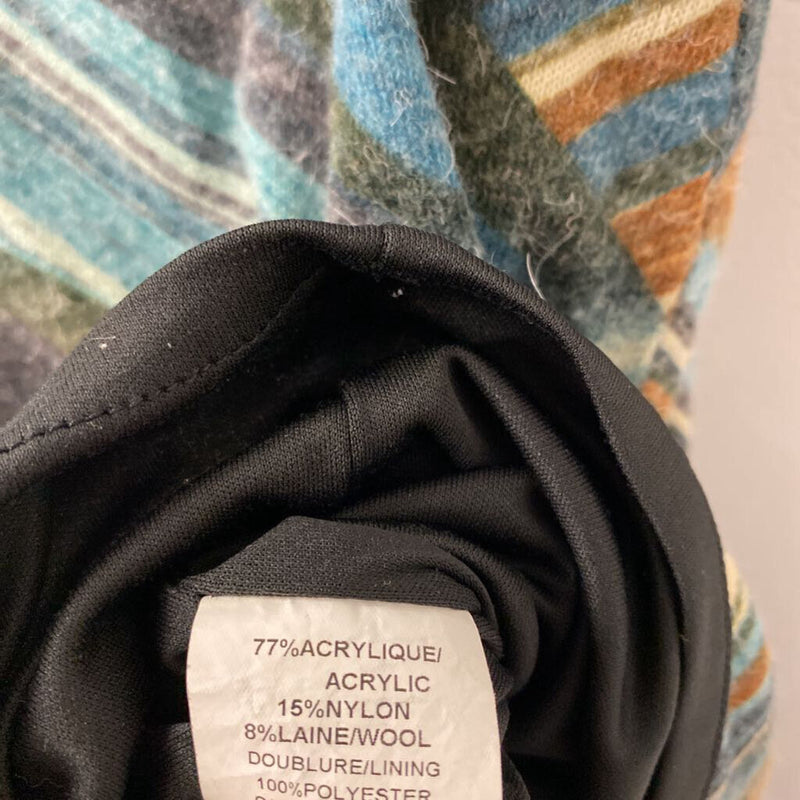 77%ACRYLIQUE/
ACRYLIC
15%NYLON
8%LAINE/WOOL
DOUBLURE/LINING
100%POLYESTER